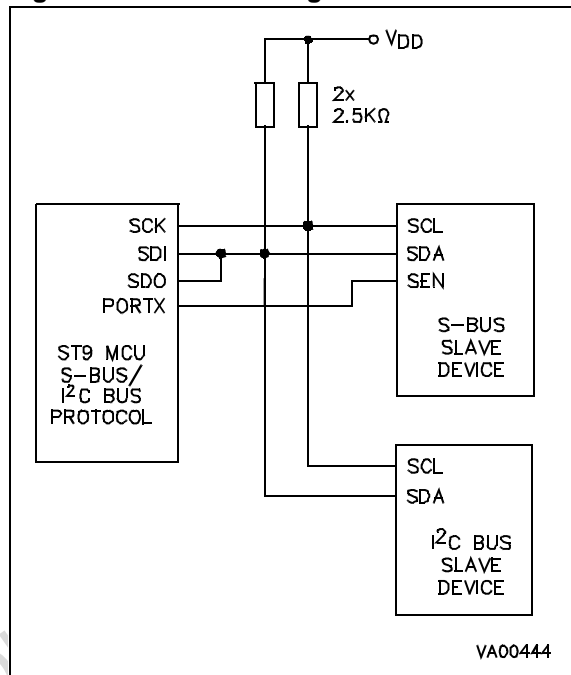 VDD
2x
2.5KΩ
SCK
SDI
SDO
PORTX
ST9 MCU
S-BUS/
I²C BUS
PROTOCOL
SCL
SDA
SEN
S-BUS
SLAVE
DEVICE
SCL
SDA
I²C BUS
SLAVE
DEVICE
VA00444